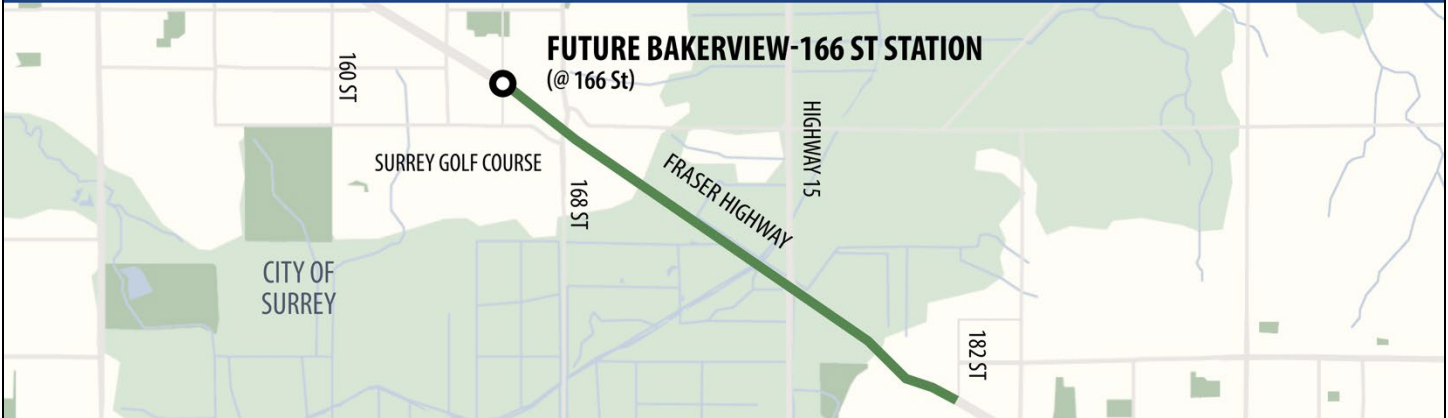 FUTURE BAKERVIEW-166 ST STATION
(@ 166 St)
160 ST
HIGHWAY 15
SURREY GOLF COURSE
168 ST
FRASER HIGHWAY
CITY OF
SURREY
182 ST